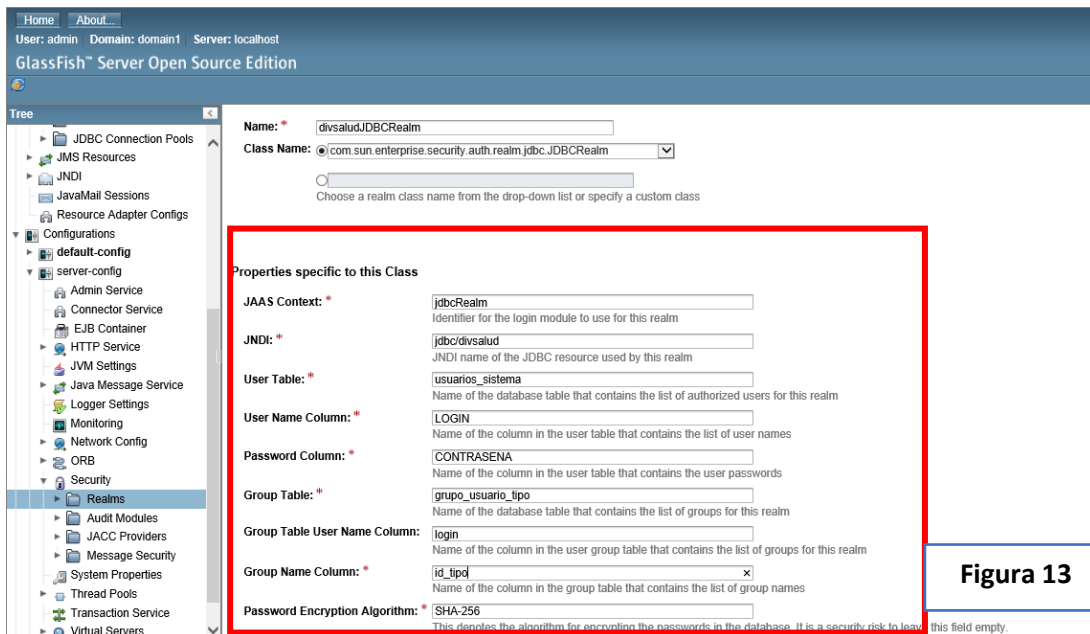 Home About...
User: admin Domain: domain1 Server: localhost
GlassFish™ Server Open Source Edition
Tree
JDBC Connection Pools
JMS Resources
JNDI
JavaMail Sessions
Resource Adapter Configs
Configurations
default-config
server-config
Admin Service
Connector Service
EJB Container
HTTP Service
JVM Settings
Java Message Service
Logger Settings
Monitoring
Network Config
ORB
Security
Realms
Audit Modules
JACC Providers
Message Security
System Properties
Thread Pools
Transaction Service
Virtual Servers
Name: * divsaludJDBCRealm
Class Name: com.sun.enterprise.security.auth.realm.jdbc.JDBCRealm
Choose a realm class name from the drop-down list or specify a custom class
Properties specific to this Class
JAAS Context: * jdbcRealm
Identifier for the login module to use for this realm
JNDI: * jdbc/divsalud
JNDI name of the JDBC resource used by this realm
User Table: * usuarios_sistema
Name of the database table that contains the list of authorized users for this realm
User Name Column: * LOGIN
Name of the column in the user table that contains the list of user names
Password Column: * CONTRASENA
Name of the column in the user table that contains the user passwords
Group Table: * grupo_usuario_tipo
Name of the database table that contains the list of groups for this realm
Group Table User Name Column: login
Name of the column in the user group table that contains the list of groups for this realm
Group Name Column: * id_tipo
Name of the column in the group table that contains the list of group names
Password Encryption Algorithm: * SHA-256
This denotes the algorithm for encrypting the passwords in the database. It is a security risk to leave this field empty.
Figura 13